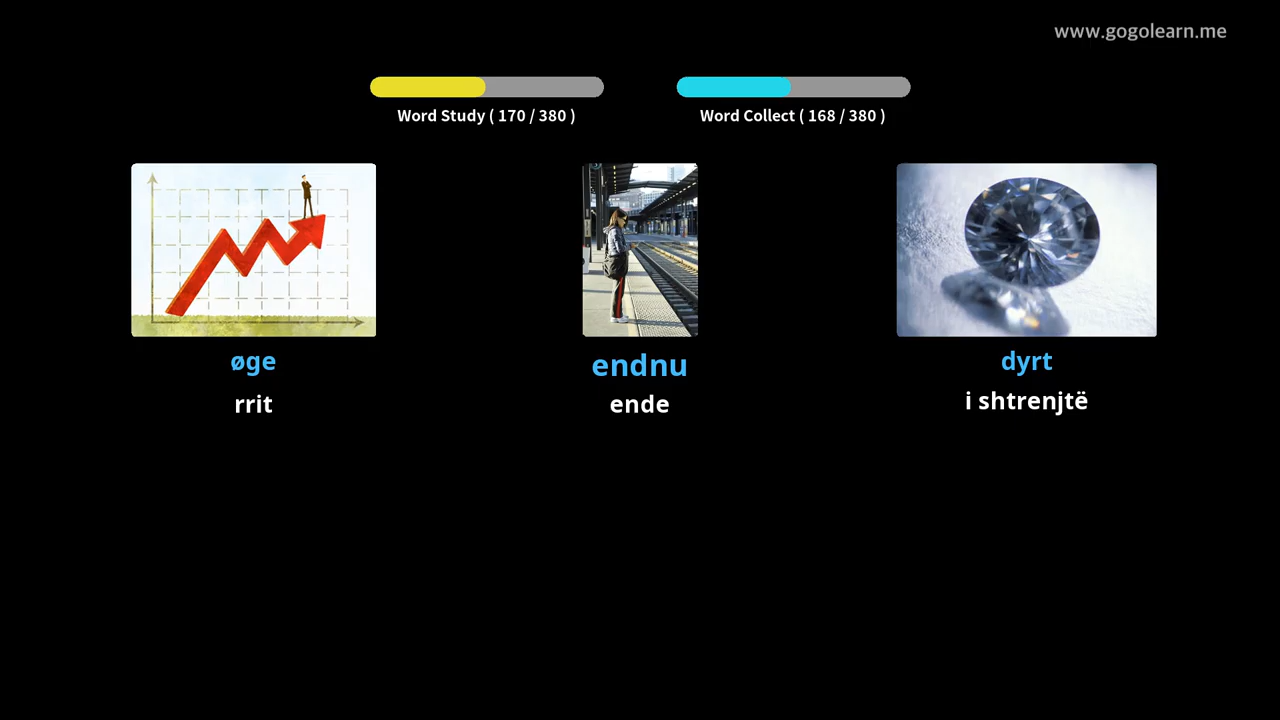 www.gogolearn.me
Word Study ( 170 / 380 )
Word Collect ( 168 / 380 )
øge
rrit
endnu
ende
dyrt
i shtrenjtë